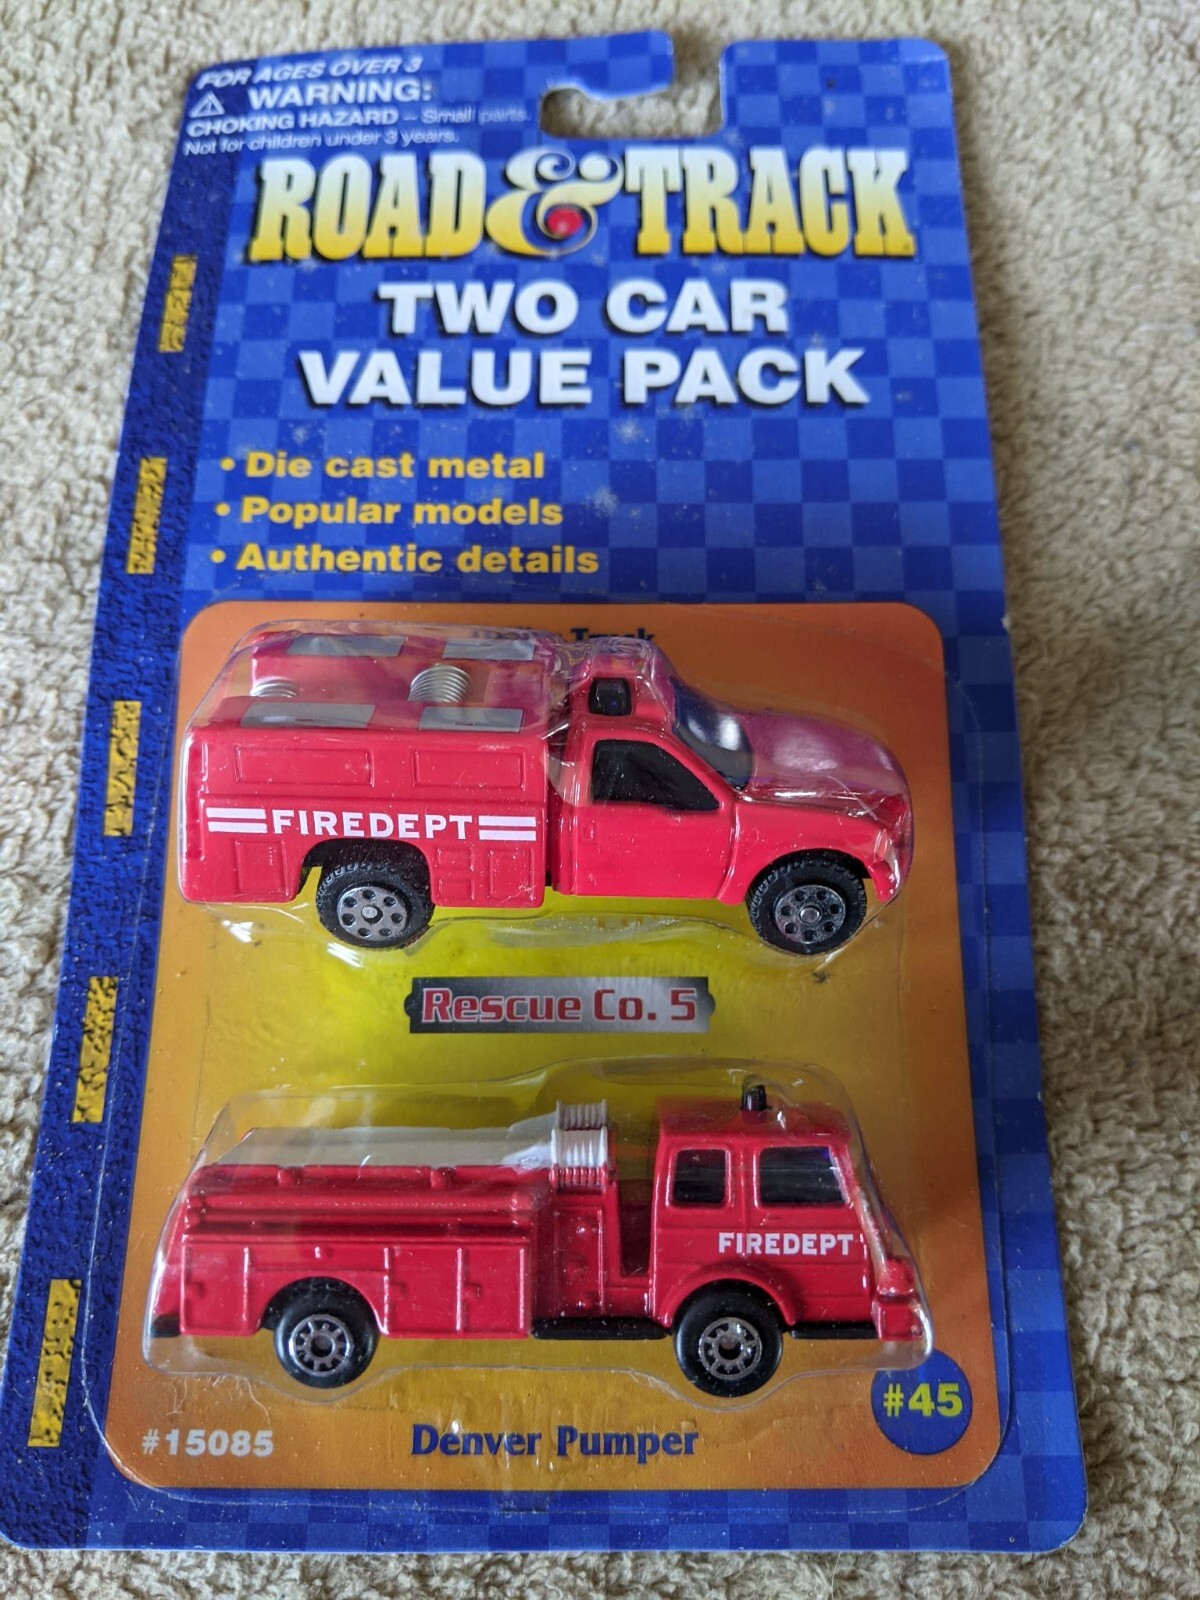 FOR AGES OVER 3
WARNING:
CHOKING HAZARD – Small parts.
Not for children under 3 years.
ROAD & TRACK
TWO CAR
VALUE PACK
• Die cast metal
• Popular models
• Authentic details
Truck
FIREDEPT
Rescue Co. 5
FIREDEPT
#45
#15085
Denver Pumper